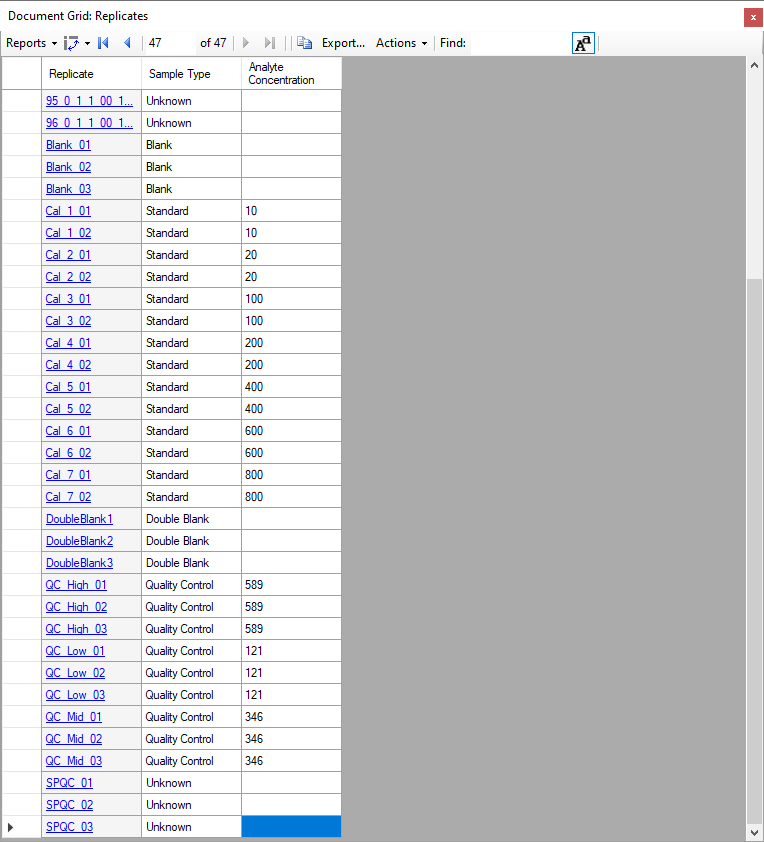 Document Grid: Replicates
x
Reports 47 of 47 Export... Actions Find: Aa
Replicate Sample Type Analyte Concentration
95_0_1_1_00_1... Unknown
96_0_1_1_00_1... Unknown
Blank_01 Blank
Blank_02 Blank
Blank_03 Blank
Cal_1_01 Standard 10
Cal_1_02 Standard 10
Cal_2_01 Standard 20
Cal_2_02 Standard 20
Cal_3_01 Standard 100
Cal_3_02 Standard 100
Cal_4_01 Standard 200
Cal_4_02 Standard 200
Cal_5_01 Standard 400
Cal_5_02 Standard 400
Cal_6_01 Standard 600
Cal_6_02 Standard 600
Cal_7_01 Standard 800
Cal_7_02 Standard 800
DoubleBlank1 Double Blank
DoubleBlank2 Double Blank
DoubleBlank3 Double Blank
QC_High_01 Quality Control 589
QC_High_02 Quality Control 589
QC_High_03 Quality Control 589
QC_Low_01 Quality Control 121
QC_Low_02 Quality Control 121
QC_Low_03 Quality Control 121
QC_Mid_01 Quality Control 346
QC_Mid_02 Quality Control 346
QC_Mid_03 Quality Control 346
SPQC_01 Unknown
SPQC_02 Unknown
SPQC_03 Unknown